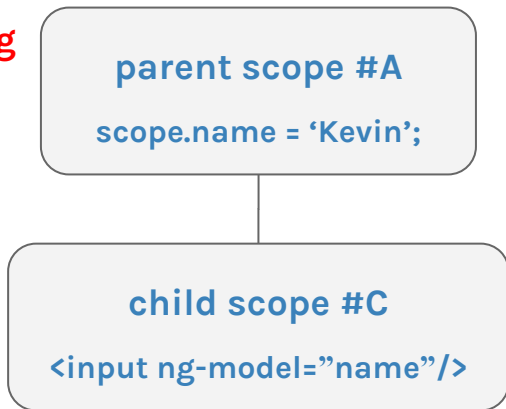 g
parent scope #A
scope.name = ‘Kevin’;
child scope #C
<input ng-model=”name”/>